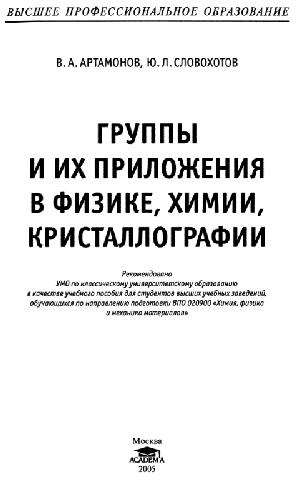 ВЫСШЕЕ ПРОФЕССИОНАЛЬНОЕ ОБРАЗОВАНИЕ
В. А. АРТАМОНОВ, Ю. Л. СЛОВОХОТОВ
ГРУППЫ
И ИХ ПРИЛОЖЕНИЯ
В ФИЗИКЕ, ХИМИИ,
КРИСТАЛЛОГРАФИИ
Рекомендовано
УМО по классическому университетскому образованию
в качестве учебного пособия для студентов высших учебных заведений,
обучающихся по направлению подготовки ВПО 020900 «Химия, физика
и механика материалов»
Москва
ACADEMA
2005